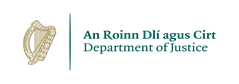 An Roinn Dlí agus Cirt
Department of Justice